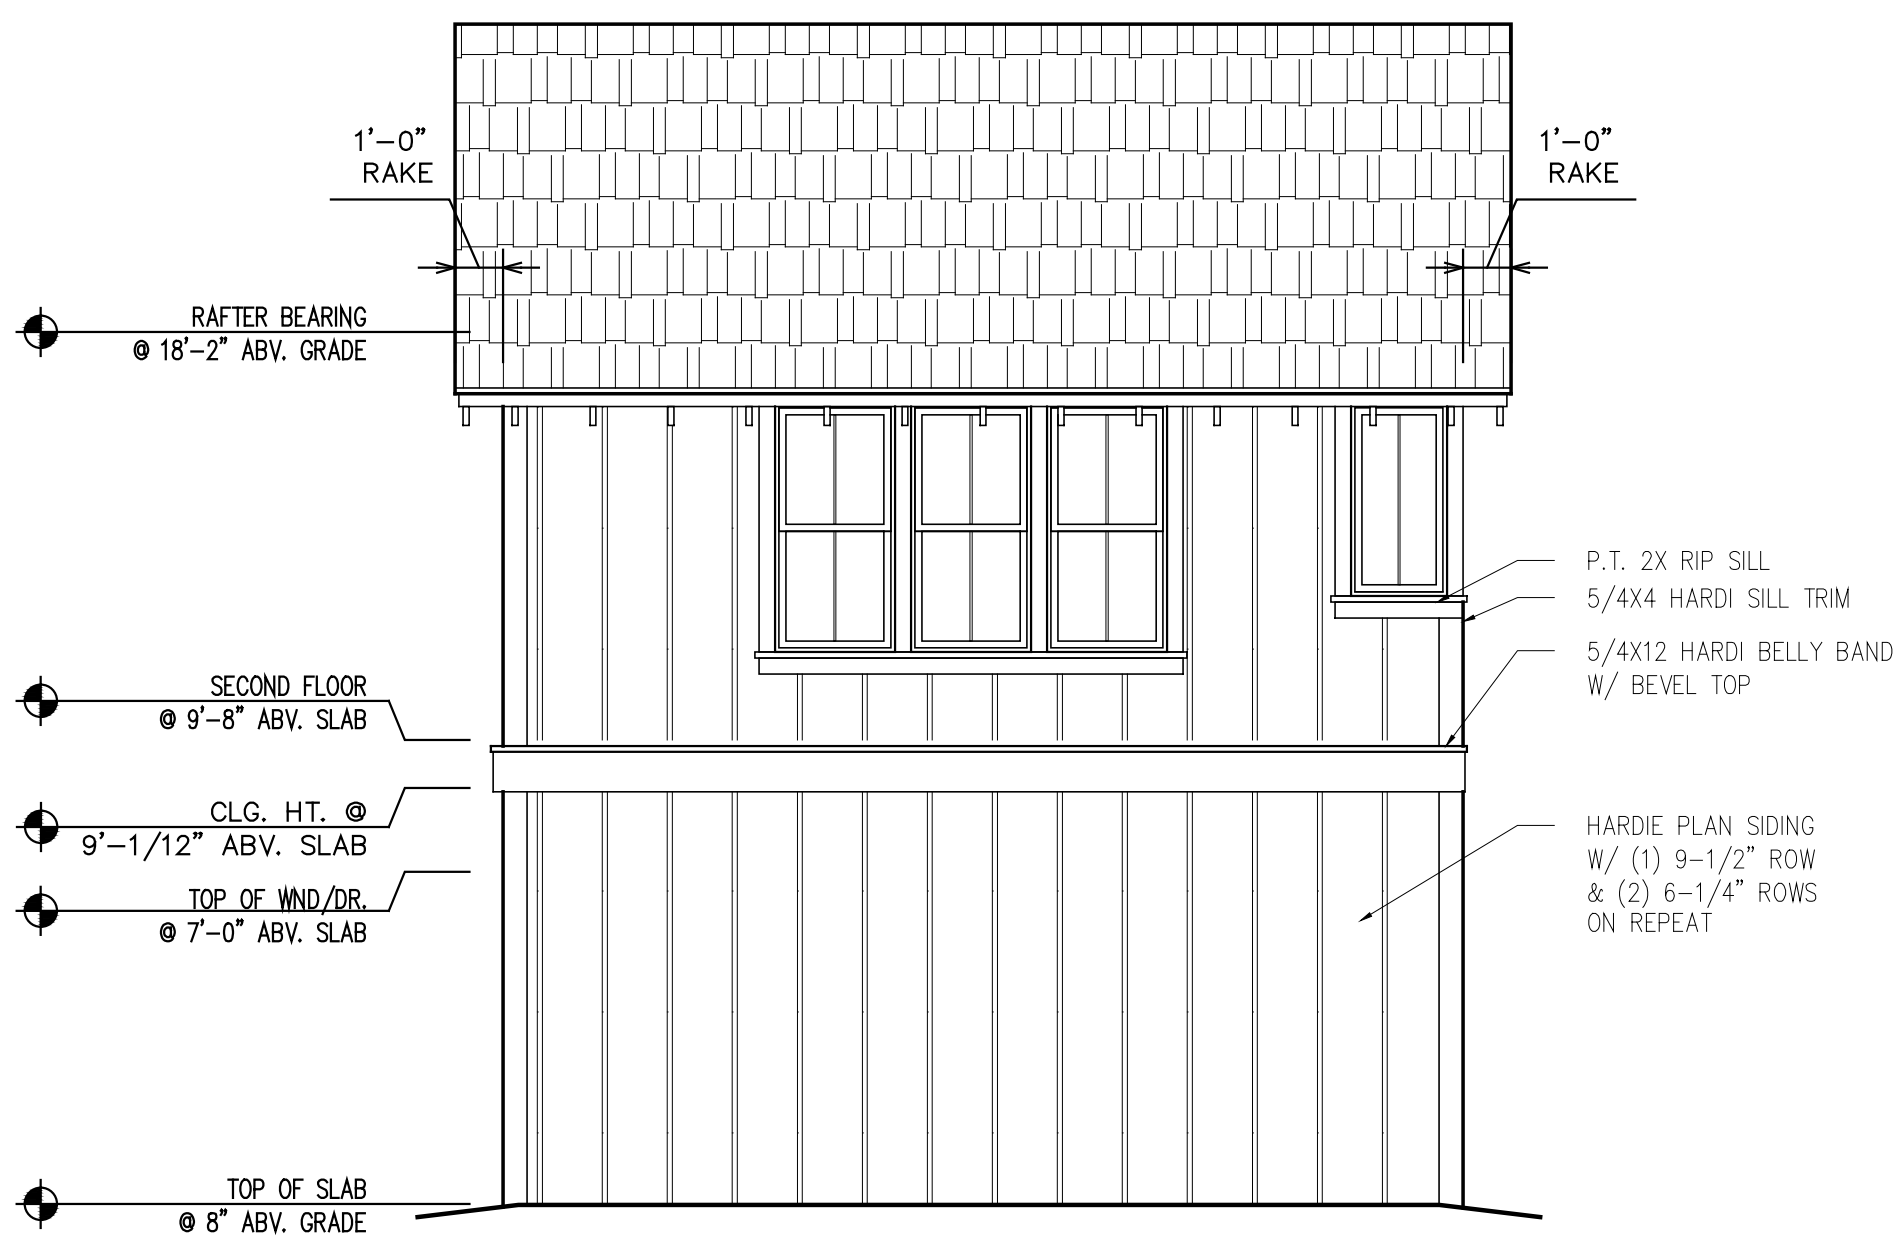 1'-0"
RAKE
1'-0"
RAKE
RAFTER BEARING
@ 18'-2" ABV. GRADE
P.T. 2X RIP SILL
5/4X4 HARDI SILL TRIM
5/4X12 HARDI BELLY BAND
W/ BEVEL TOP
SECOND FLOOR
@ 9'-8" ABV. SLAB
CLG. HT. @
9'-1/12" ABV. SLAB
HARDIE PLAN SIDING
W/ (1) 9-1/2" ROW
& (2) 6-1/4" ROWS
ON REPEAT
TOP OF WND/DR.
@ 7'-0" ABV. SLAB
TOP OF SLAB
@ 8" ABV. GRADE